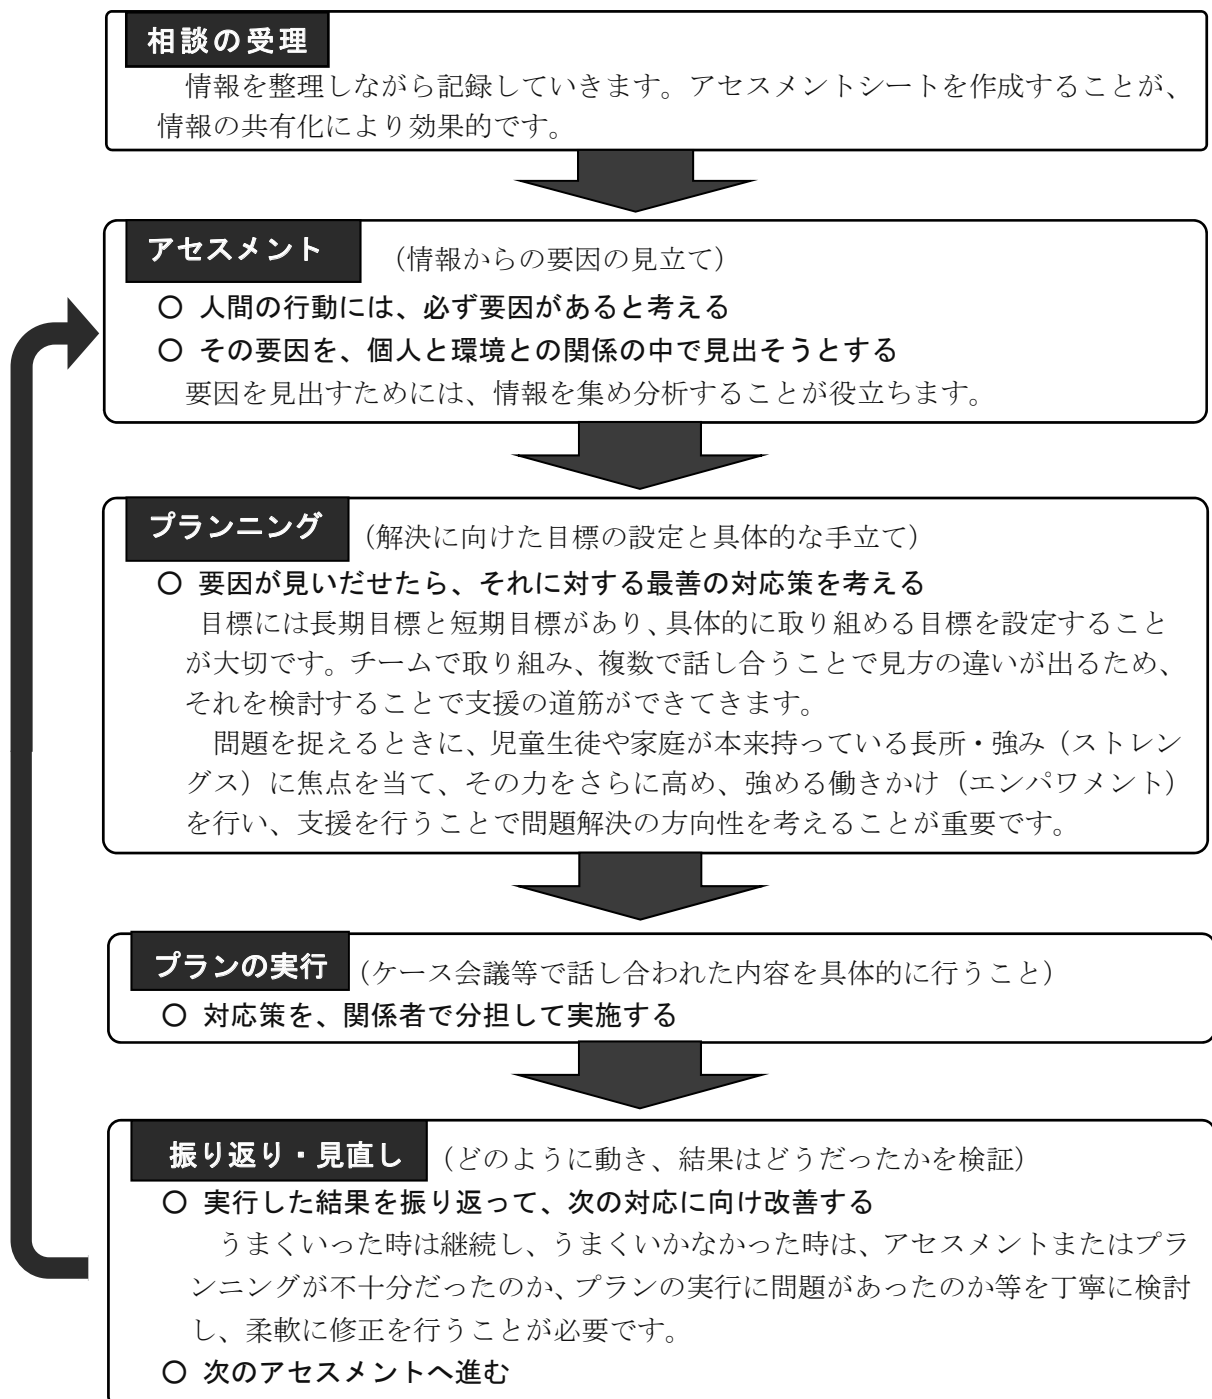 相談の受理
情報を整理しながら記録していきます。アセスメントシートを作成することが、
情報の共有化により効果的です。
アセスメント （情報からの要因の見立て）
○ 人間の行動には、必ず要因があると考える
○ その要因を、個人と環境との関係の中で見出そうとする
要因を見出すためには、情報を集め分析することが役立ちます。
プランニング （解決に向けた目標の設定と具体的な手立て）
○ 要因が見いだせたら、それに対する最善の対応策を考える
目標には長期目標と短期目標があり、具体的に取り組める目標を設定すること
が大切です。チームで取り組み、複数で話し合うことで見方の違いが出るため、
それを検討することで支援の道筋ができてきます。
問題を捉えるときに、児童生徒や家庭が本来持っている長所・強み（ストレン
グス）に焦点を当て、その力をさらに高め、強める働きかけ（エンパワメント）
を行い、支援を行うことで問題解決の方向性を考えることが重要です。
プランの実行 （ケース会議等で話し合われた内容を具体的に行うこと）
○ 対応策を、関係者で分担して実施する
振り返り・見直し （どのように動き、結果はどうだったかを検証）
○ 実行した結果を振り返って、次の対応に向け改善する
うまくいった時は継続し、うまくいかなかった時は、アセスメントまたはプラ
ンニングが不十分だったのか、プランの実行に問題があったのか等を丁寧に検討
し、柔軟に修正を行うことが必要です。
○ 次のアセスメントへ進む